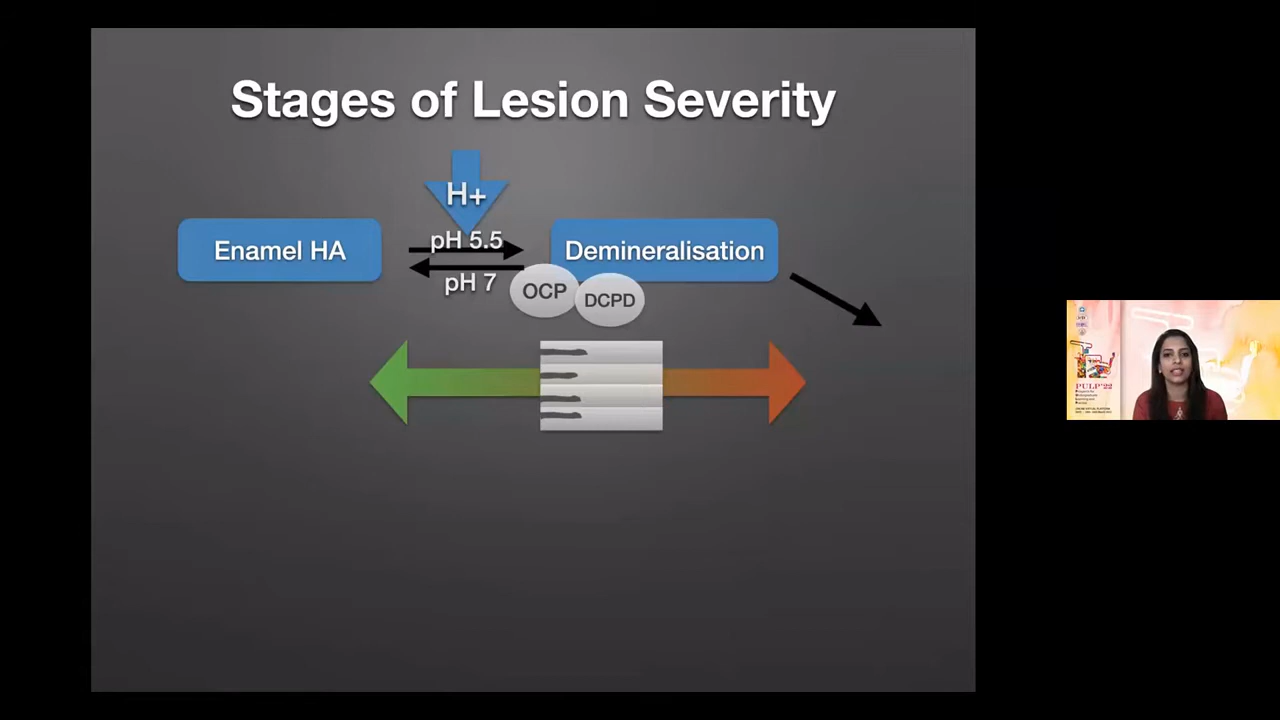 Stages of Lesion Severity
H+
Enamel HA
pH 5.5
Demineralisation
pH 7
OCP
DCPD
PULP'22